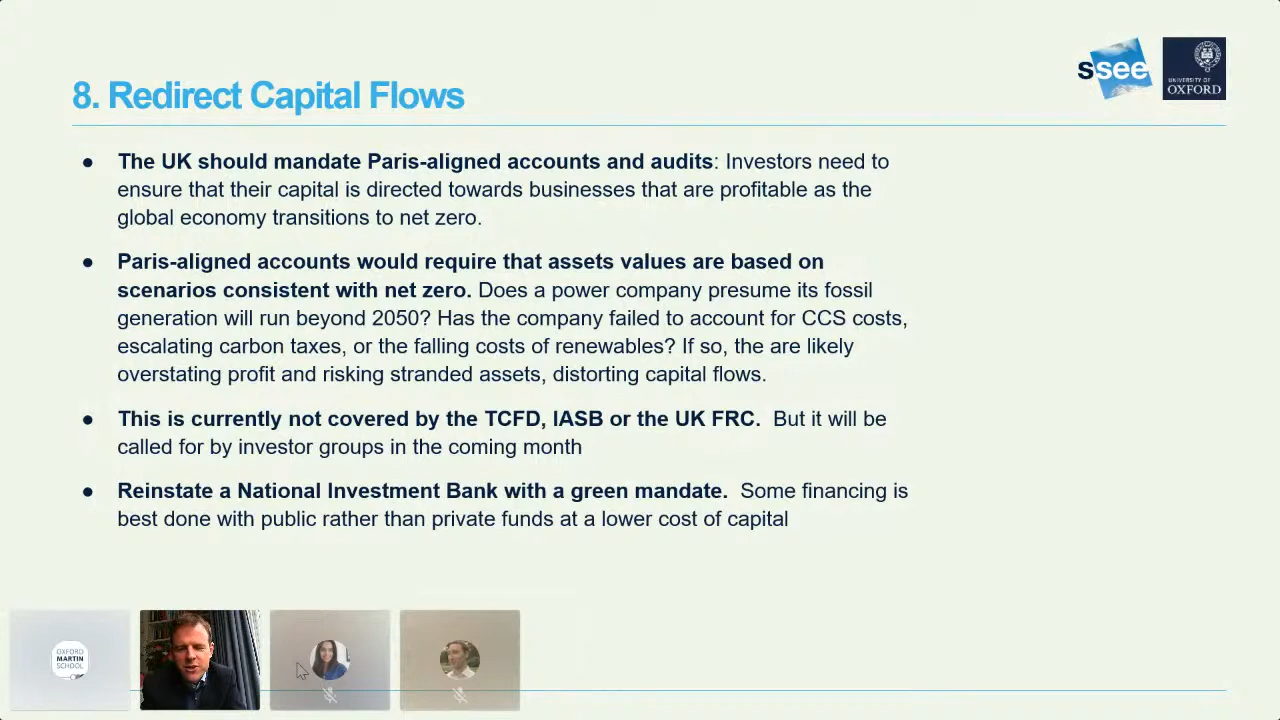 ssee
UNIVERSITY OF
OXFORD
8. Redirect Capital Flows
● The UK should mandate Paris-aligned accounts and audits: Investors need to
ensure that their capital is directed towards businesses that are profitable as the
global economy transitions to net zero.
● Paris-aligned accounts would require that assets values are based on
scenarios consistent with net zero. Does a power company presume its fossil
generation will run beyond 2050? Has the company failed to account for CCS costs,
escalating carbon taxes, or the falling costs of renewables? If so, the are likely
overstating profit and risking stranded assets, distorting capital flows.
● This is currently not covered by the TCFD, IASB or the UK FRC. But it will be
called for by investor groups in the coming month
● Reinstate a National Investment Bank with a green mandate. Some financing is
best done with public rather than private funds at a lower cost of capital
OXFORD
MARTIN
SCHOOL